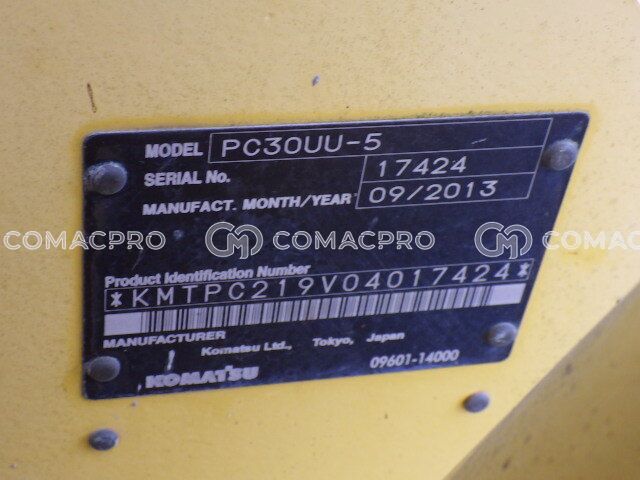 MODEL PC30UU-5
SERIAL No. 17424
MANUFACT. MONTH/YEAR 09/2013
COMACPRO COMACPRO COMACPRO
Product Identification Number
*KMTPC219V04017424*
MANUFACTURER
Komatsu Ltd., Tokyo, Japan
KOMATSU 09601-14000